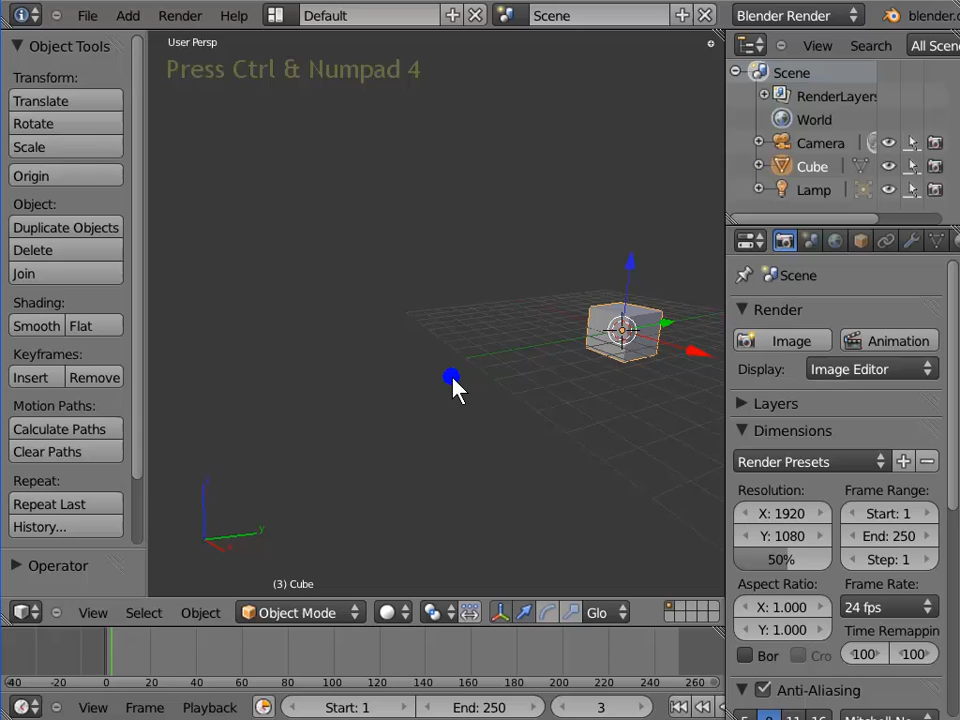 File Add Render Help Default Scene Blender Render blender.
Object Tools
Transform:
Translate
Rotate
Scale
Origin
Object:
Duplicate Objects
Delete
Join
Shading:
Smooth Flat
Keyframes:
Insert Remove
Motion Paths:
Calculate Paths
Clear Paths
Repeat:
Repeat Last
History...
Operator
User Persp
Press Ctrl & Numpad 4
z
y
x
(3) Cube
View Select Object Object Mode Glo
-40 -20 0 20 40 60 80 100 120 140 160 180 200 220 240 260
View Frame Playback Start: 1 End: 250 3
View Search All Scen
Scene
RenderLayers
World
Camera
Cube
Lamp
Scene
Render
Image Animation
Display: Image Editor
Layers
Dimensions
Render Presets
Resolution: Frame Range:
X: 1920 Start: 1
Y: 1080 End: 250
50% Step: 1
Aspect Ratio: Frame Rate:
X: 1.000 24 fps
Y: 1.000 Time Remappin
Bor Cro 100 100
Anti-Aliasing